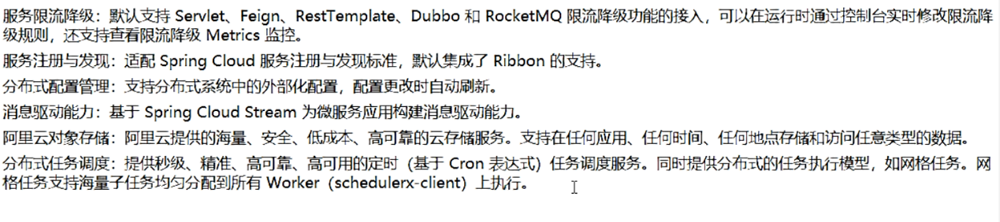 服务限流降级：默认支持 Servlet、Feign、RestTemplate、Dubbo 和 RocketMQ 限流降级功能的接入，可以在运行时通过控制台实时修改限流降
级规则，还支持查看限流降级 Metrics 监控。
服务注册与发现：适配 Spring Cloud 服务注册与发现标准，默认集成了 Ribbon 的支持。
分布式配置管理：支持分布式系统中的外部化配置，配置更改时自动刷新。
消息驱动能力：基于 Spring Cloud Stream 为微服务应用构建消息驱动能力。
阿里云对象存储：阿里云提供的海量、安全、低成本、高可靠的云存储服务。支持在任何应用、任何时间、任何地点存储和访问任意类型的数据。
分布式任务调度：提供秒级、精准、高可靠、高可用的定时（基于 Cron 表达式）任务调度服务。同时提供分布式的任务执行模型，如网格任务。网
格任务支持海量子任务均匀分配到所有 Worker（schedulerx-client）上执行。